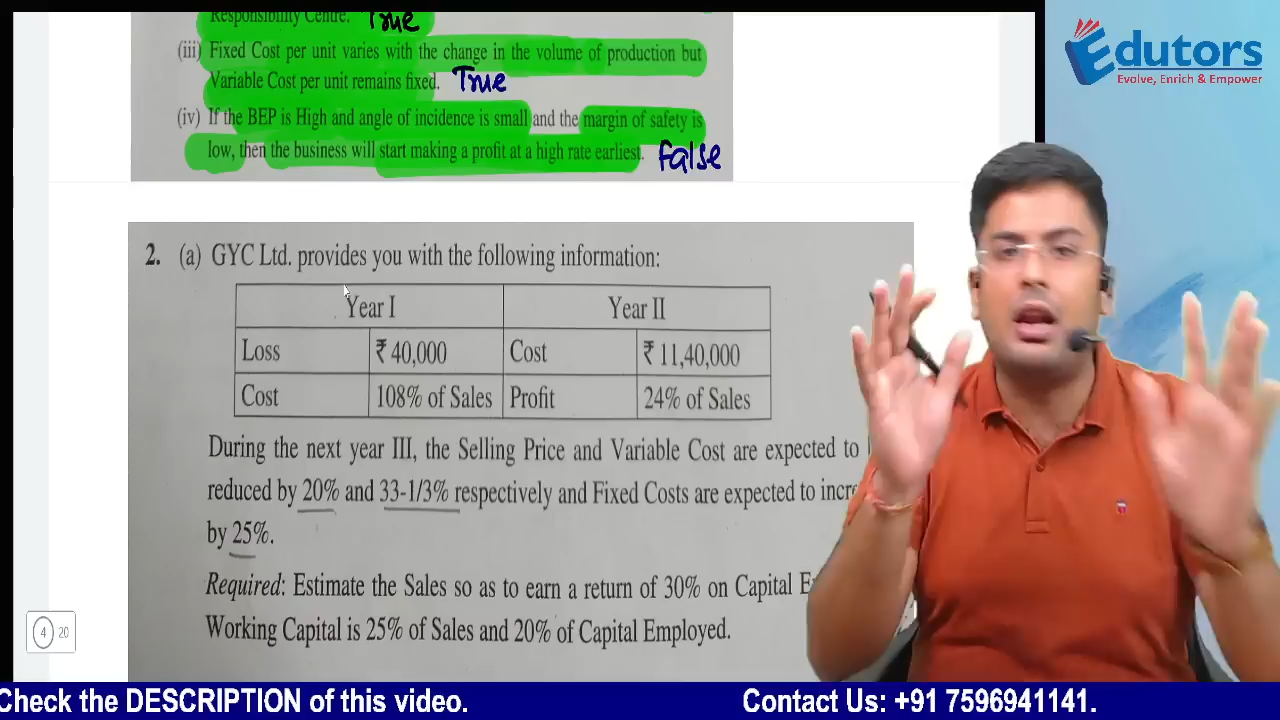 Responsibility Centre. True
(iii) Fixed Cost per unit varies with the change in the volume of production but
Variable Cost per unit remains fixed. True
(iv) If the BEP is High and angle of incidence is small and the margin of safety is
low, then the business will start making a profit at a high rate earliest. False
2. (a) GYC Ltd. provides you with the following information:
Year I Year II
Loss ₹ 40,000 Cost ₹ 11,40,000
Cost 108% of Sales Profit 24% of Sales
During the next year III, the Selling Price and Variable Cost are expected to
reduced by 20% and 33-1/3% respectively and Fixed Costs are expected to
by 25%.
Required: Estimate the Sales so as to earn a return of 30% on Capital
Working Capital is 25% of Sales and 20% of Capital Employed.
4 20
Edutors
Evolve, Enrich & Empower
Check the DESCRIPTION of this video. Contact Us: +91 7596941141.